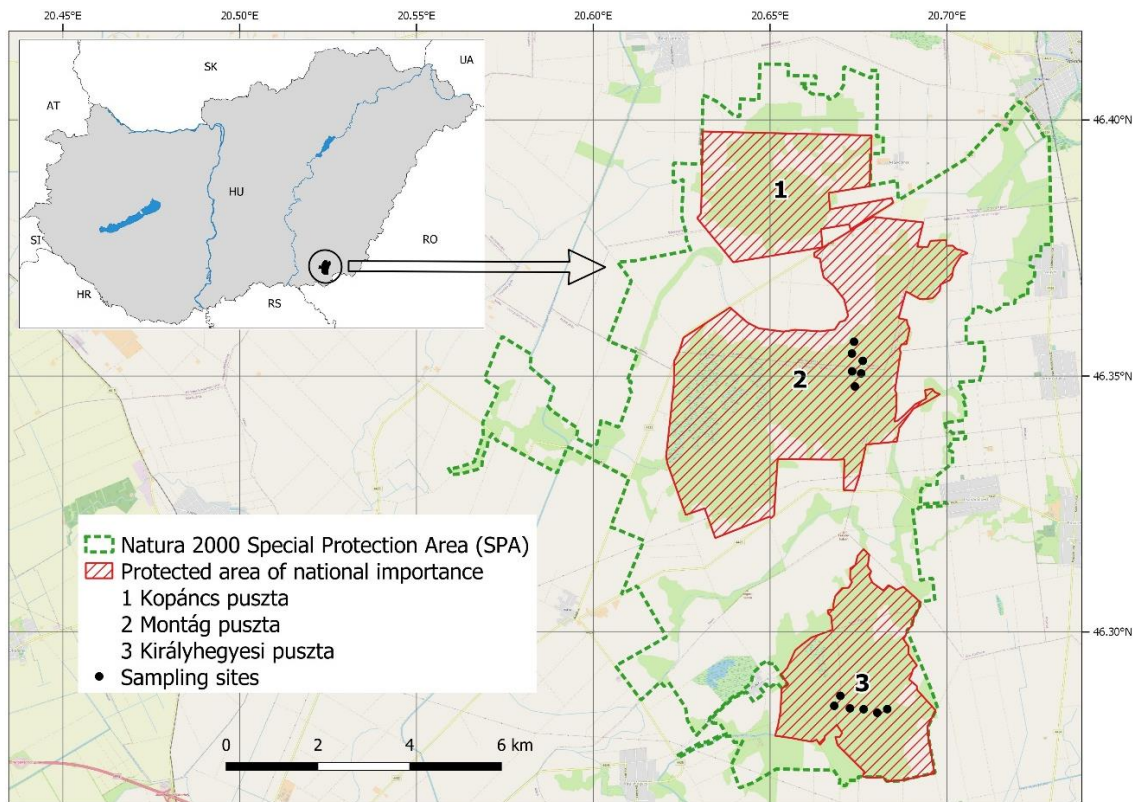 20.45°E 20.50°E 20.55°E 20.60°E 20.65°E 20.70°E
SK
UA
AT
HU
SI
RO
HR
RS
46.40°N
1
46.35°N
2
Natura 2000 Special Protection Area (SPA)
Protected area of national importance
1 Kopáncs puszta
2 Montág puszta
3 Királyhegyesi puszta
Sampling sites
46.30°N
3
0 2 4 6 km